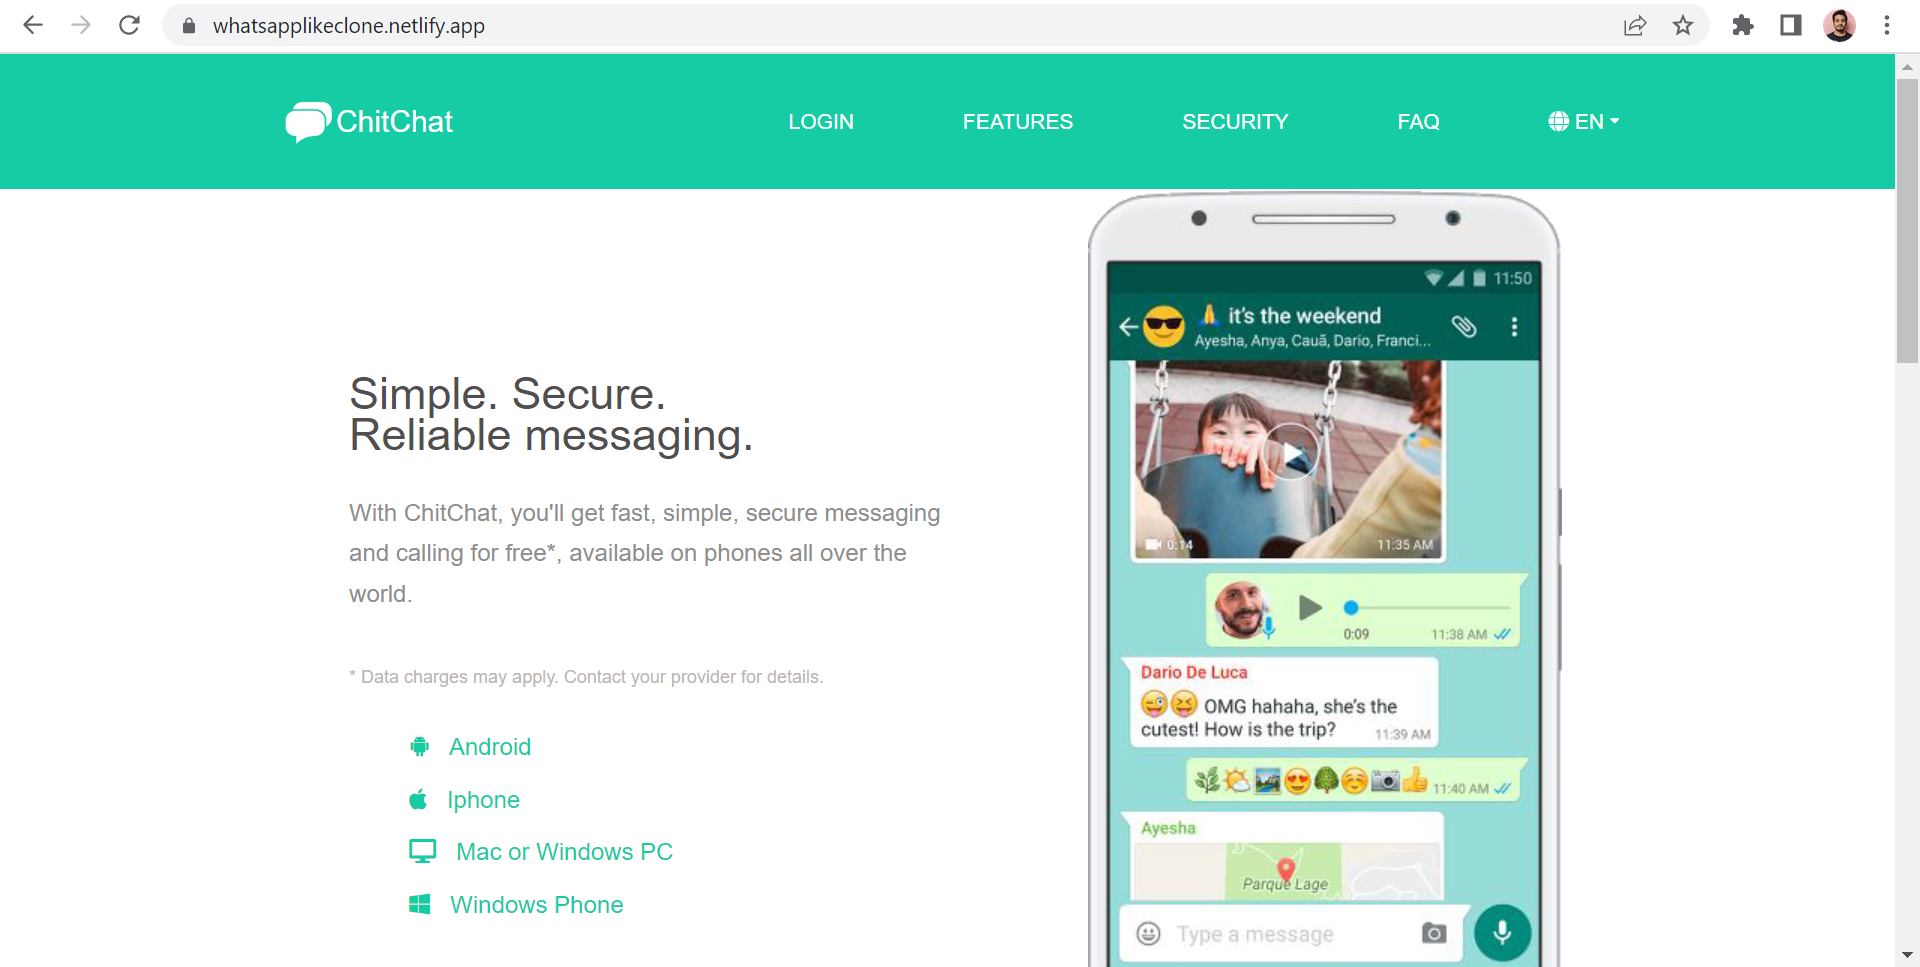 whatsapplikeclone.netlify.app
ChitChat
LOGIN
FEATURES
SECURITY
FAQ
EN
Simple. Secure.
Reliable messaging.
With ChitChat, you'll get fast, simple, secure messaging
and calling for free*, available on phones all over the
world.
* Data charges may apply. Contact your provider for details.
Android
Iphone
Mac or Windows PC
Windows Phone
11:50
🙏 it's the weekend
Ayesha, Anya, Cauã, Dario, Franci...
0:14 11:35 AM
0:09 11:38 AM
Dario De Luca
😜😝 OMG hahaha, she's the
cutest! How is the trip? 11:39 AM
🌿🌤🏞😍🌳☺📷👍 11:40 AM
Ayesha
Parque Lage
Type a message